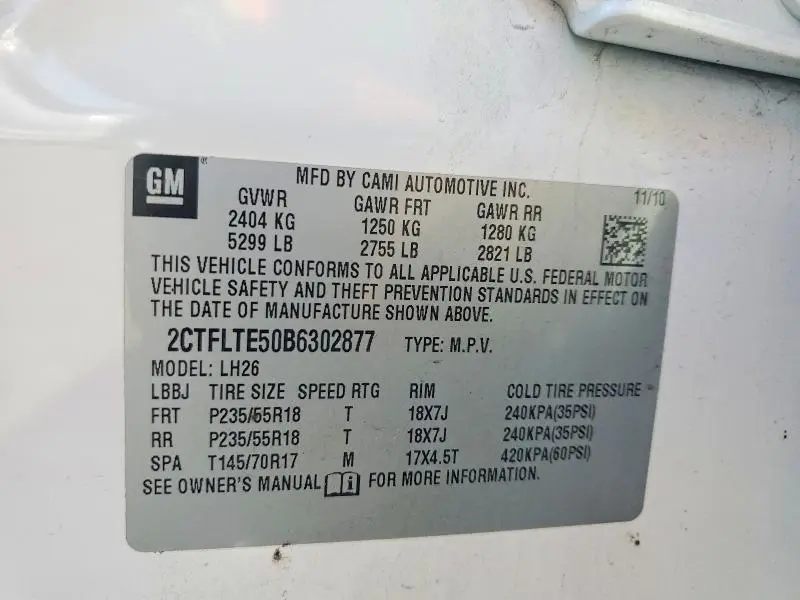 GM®
MFD BY CAMI AUTOMOTIVE INC.
11/10
GVWR GAWR FRT GAWR RR
2404 KG 1250 KG 1280 KG
5299 LB 2755 LB 2821 LB
THIS VEHICLE CONFORMS TO ALL APPLICABLE U.S. FEDERAL MOTOR
VEHICLE SAFETY AND THEFT PREVENTION STANDARDS IN EFFECT ON
THE DATE OF MANUFACTURE SHOWN ABOVE.
2CTFLTE50B6302877 TYPE: M.P.V.
MODEL: LH26
LBBJ TIRE SIZE SPEED RTG RIM COLD TIRE PRESSURE
FRT P235/55R18 T 18X7J 240KPA(35PSI)
RR P235/55R18 T 18X7J 240KPA(35PSI)
SPA T145/70R17 M 17X4.5T 420KPA(60PSI)
SEE OWNER'S MANUAL i FOR MORE INFORMATION.